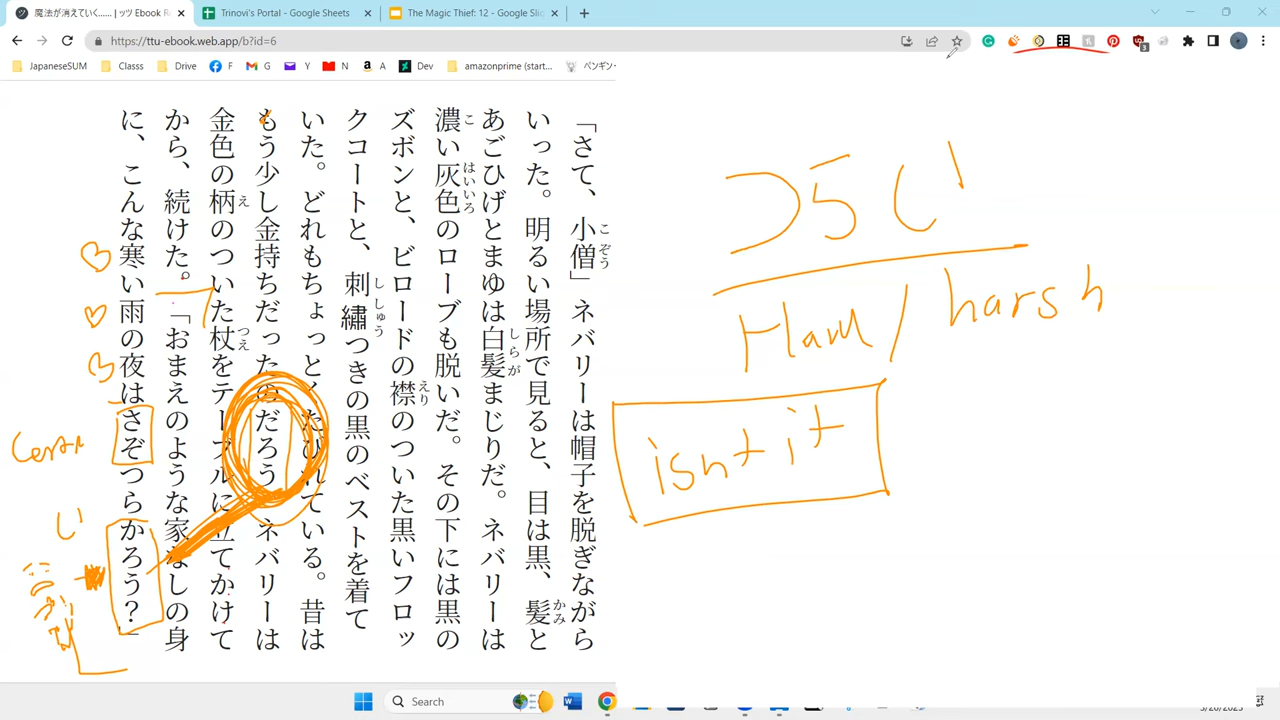 魔法が消えていく…… | ッツ Ebook R
Trinovi's Portal - Google Sheets
The Magic Thief: 12 - Google Slid
https://ttu-ebook.web.app/b?id=6
JapaneseSUM
Classs
Drive
F
G
Y
N
A
Dev
amazonprime (start...
ペンギン
「さて、小僧」ネバリーは帽子を脱ぎながら
いった。明るい場所で見ると、目は黒、髪と
あごひげとまゆは白髪まじりだ。ネバリーは
濃い灰色のローブも脱いだ。その下には黒の
ズボンと、ビロードの襟のついた黒いフロッ
クコートと、刺繡つきの黒のベストを着て
いた。どれもちょっとくたびれている。昔は
もう少し金持ちだったのだろう。ネバリーは
金色の柄のついた杖をテーブルに立てかけて
から、続けた。「おまえのような家なしの身
に、こんな寒い雨の夜はさぞつらかろう？」
つらい
Hard / harsh
isnt it
Search